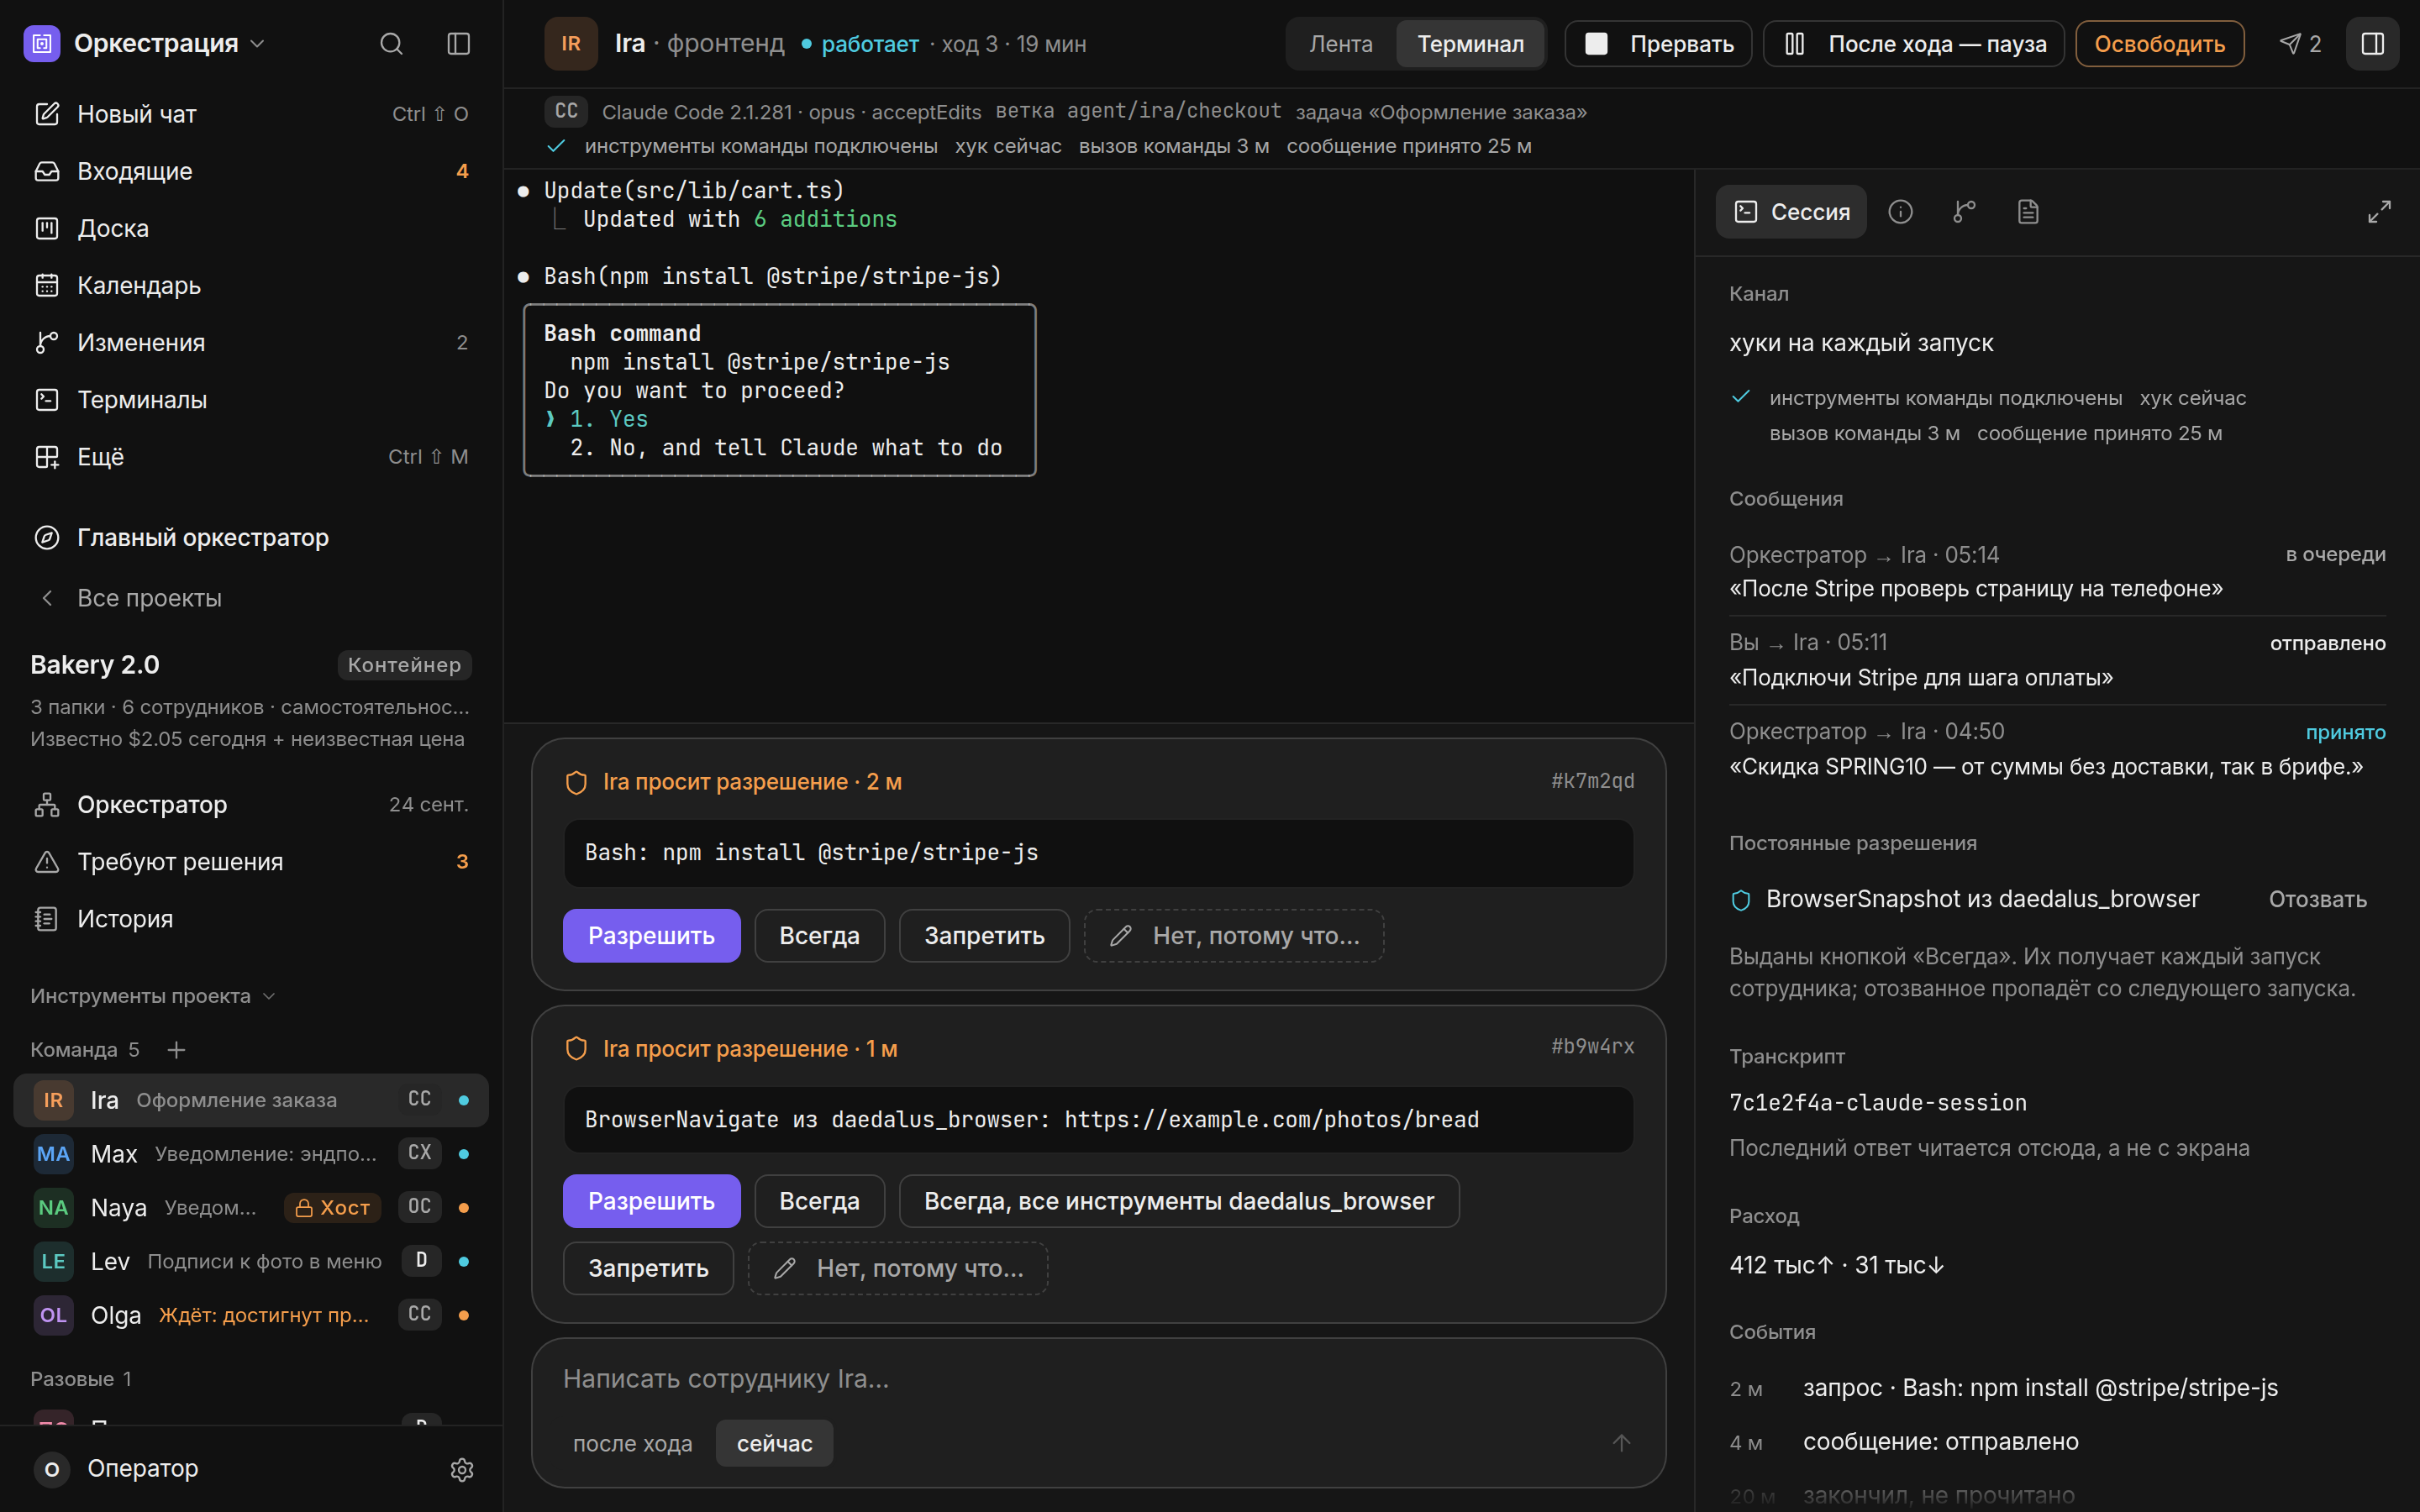 Оркестрация
Новый чат Ctrl ⇧ O
Входящие 4
Доска
Календарь
Изменения 2
Терминалы
Ещё Ctrl ⇧ M
Главный оркестратор
Все проекты
Bakery 2.0 Контейнер
3 папки · 6 сотрудников · самостоятельнос...
Известно $2.05 сегодня + неизвестная цена
Оркестратор 24 сент.
Требуют решения 3
История
Инструменты проекта
Команда 5
IR Ira Оформление заказа CC
MA Max Уведомление: эндпо... CX
NA Naya Уведом... Хост OC
LE Lev Подписи к фото в меню D
OL Olga Ждёт: достигнут пр... CC
Разовые 1
O Оператор
IR Ira · фронтенд работает · ход 3 · 19 мин
Лента Терминал Прервать После хода — пауза Освободить 2
CC Claude Code 2.1.281 · opus · acceptEdits ветка agent/ira/checkout задача «Оформление заказа»
инструменты команды подключены хук сейчас вызов команды 3 м сообщение принято 25 м
● Update(src/lib/cart.ts)
⎿ Updated with 6 additions
● Bash(npm install @stripe/stripe-js)
Bash command
npm install @stripe/stripe-js
Do you want to proceed?
❯ 1. Yes
2. No, and tell Claude what to do
Ira просит разрешение · 2 м #k7m2qd
Bash: npm install @stripe/stripe-js
Разрешить Всегда Запретить Нет, потому что...
Ira просит разрешение · 1 м #b9w4rx
BrowserNavigate из daedalus_browser: https://example.com/photos/bread
Разрешить Всегда Всегда, все инструменты daedalus_browser
Запретить Нет, потому что...
Написать сотруднику Ira...
после хода сейчас
Сессия
Канал
хуки на каждый запуск
инструменты команды подключены хук сейчас
вызов команды 3 м сообщение принято 25 м
Сообщения
Оркестратор → Ira · 05:14 в очереди
«После Stripe проверь страницу на телефоне»
Вы → Ira · 05:11 отправлено
«Подключи Stripe для шага оплаты»
Оркестратор → Ira · 04:50 принято
«Скидка SPRING10 — от суммы без доставки, так в брифе.»
Постоянные разрешения
BrowserSnapshot из daedalus_browser Отозвать
Выданы кнопкой «Всегда». Их получает каждый запуск
сотрудника; отозванное пропадёт со следующего запуска.
Транскрипт
7c1e2f4a-claude-session
Последний ответ читается отсюда, а не с экрана
Расход
412 тыс↑ · 31 тыс↓
События
2 м запрос · Bash: npm install @stripe/stripe-js
4 м сообщение: отправлено
20 м закончил, не прочитано